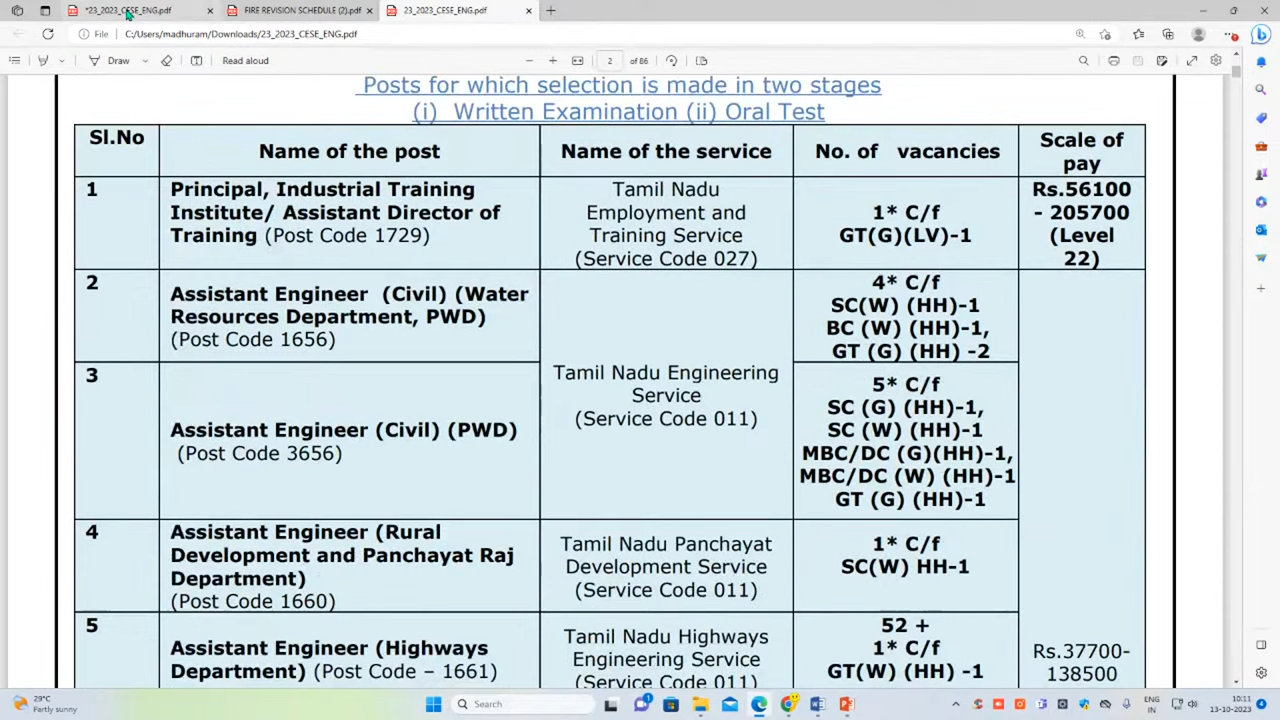 *23_2023_CESE_ENG.pdf
FIRE REVISION SCHEDULE (2).pdf
23_2023_CESE_ENG.pdf
File
C:/Users/madhuram/Downloads/23_2023_CESE_ENG.pdf
Draw
Read aloud
2
of 86
Posts for which selection is made in two stages
(i) Written Examination (ii) Oral Test
Sl.No
Name of the post
Name of the service
No. of vacancies
Scale of
pay
1
Principal, Industrial Training
Institute/ Assistant Director of
Training (Post Code 1729)
Tamil Nadu
Employment and
Training Service
(Service Code 027)
1* C/f
GT(G)(LV)-1
Rs.56100
- 205700
(Level
22)
2
Assistant Engineer (Civil) (Water
Resources Department, PWD)
(Post Code 1656)
Tamil Nadu Engineering
Service
(Service Code 011)
4* C/f
SC(W) (HH)-1
BC (W) (HH)-1,
GT (G) (HH) -2
3
Assistant Engineer (Civil) (PWD)
(Post Code 3656)
5* C/f
SC (G) (HH)-1,
SC (W) (HH)-1
MBC/DC (G)(HH)-1,
MBC/DC (W) (HH)-1
GT (G) (HH)-1
4
Assistant Engineer (Rural
Development and Panchayat Raj
Department)
(Post Code 1660)
Tamil Nadu Panchayat
Development Service
(Service Code 011)
1* C/f
SC(W) HH-1
5
Assistant Engineer (Highways
Department) (Post Code – 1661)
Tamil Nadu Highways
Engineering Service
(Service Code 011)
52 +
1* C/f
GT(W) (HH) -1
Rs.37700-
138500
29°C
Partly sunny
Search
1
ENG
IN
10:11
13-10-2023